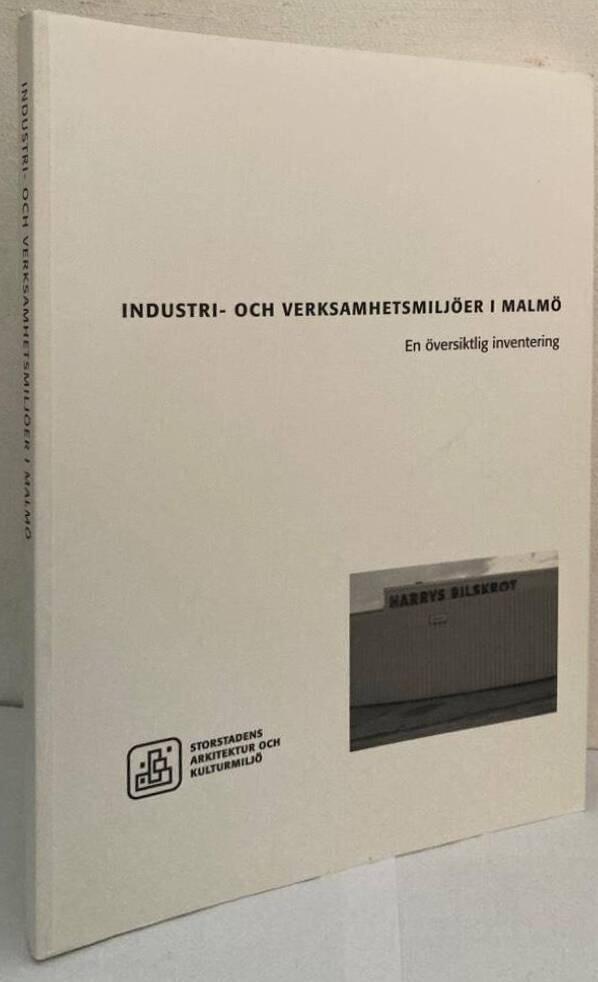 INDUSTRI- OCH VERKSAMHETSMILJÖER I MALMÖ
INDUSTRI- OCH VERKSAMHETSMILJÖER I MALMÖ
En översiktlig inventering
HARRYS BILSKROT
STORSTADENS
ARKITEKTUR OCH
KULTURMILJÖ